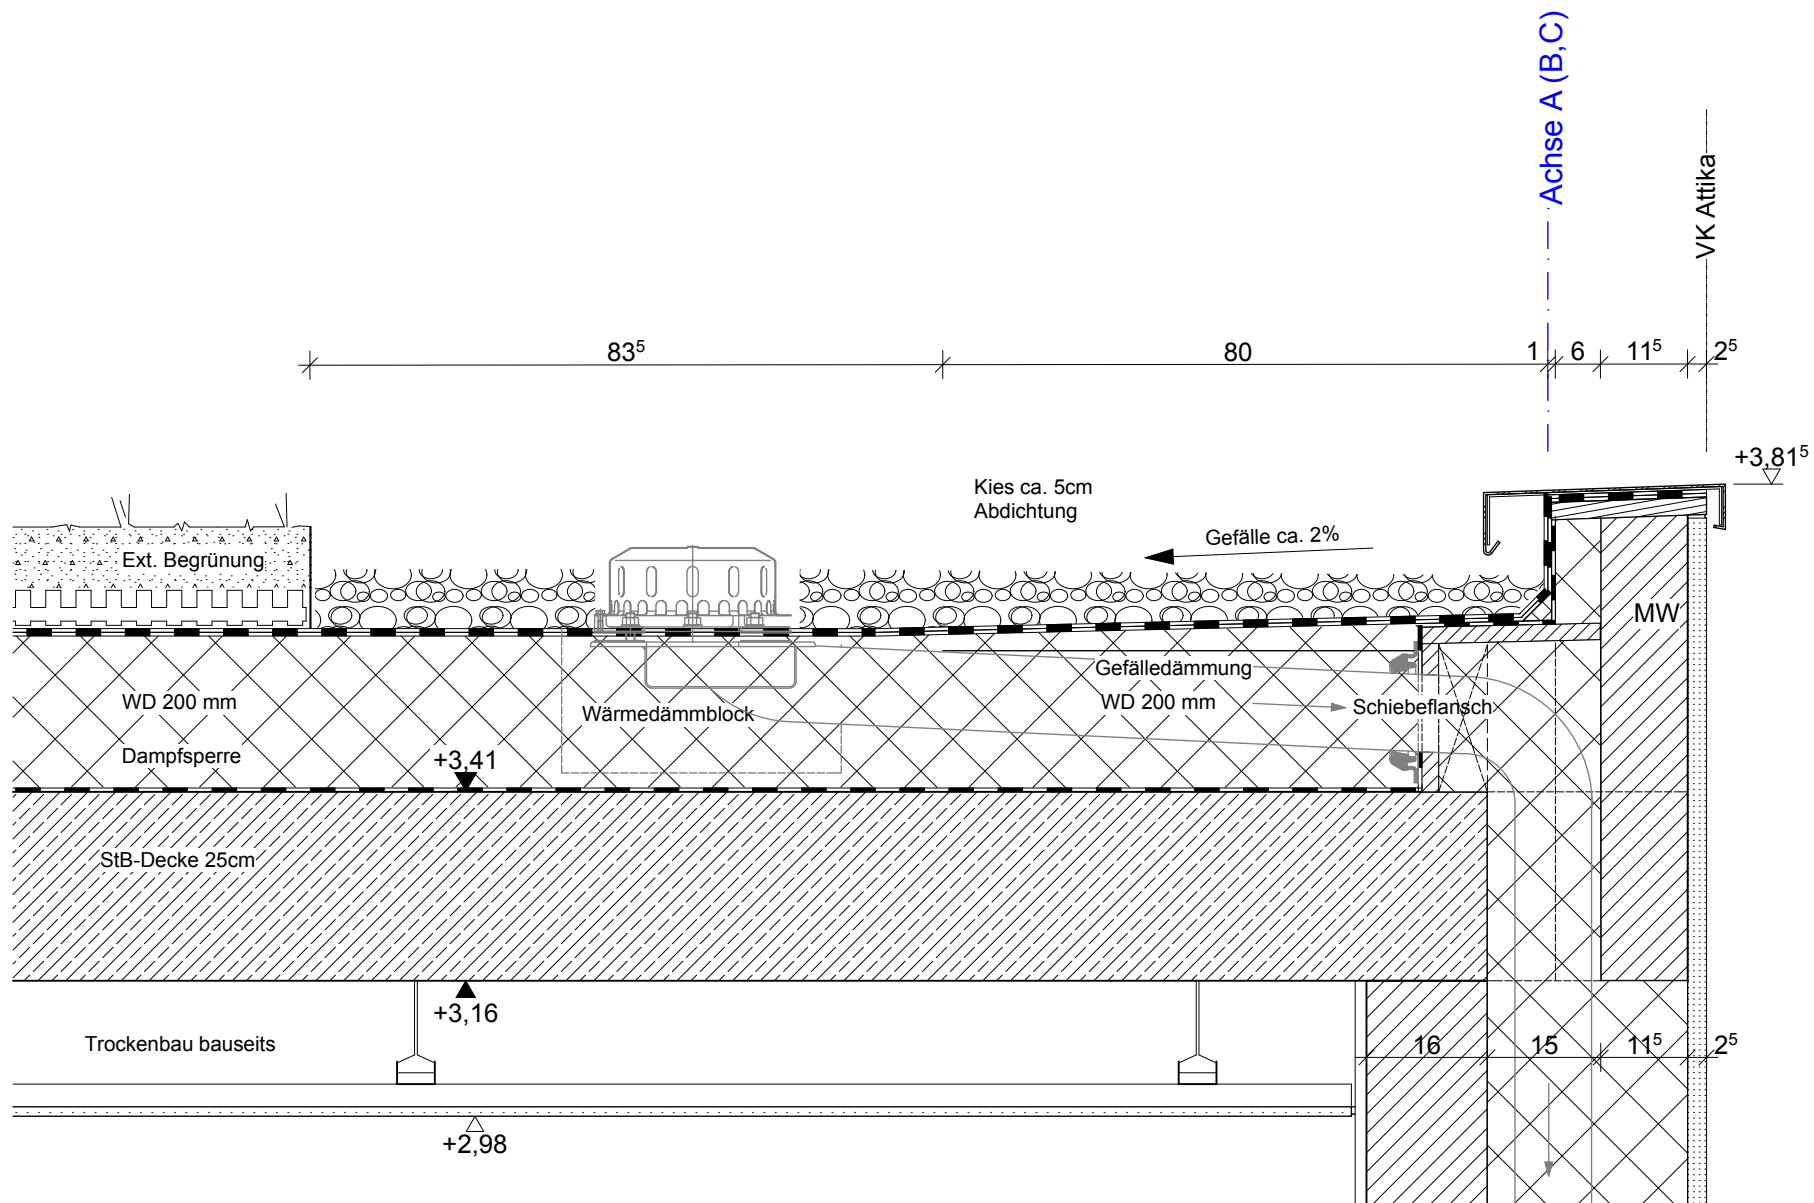 Achse A (B,C)
VK Attika
83⁵
80
1
6
11⁵
2⁵
+3,81⁵
Kies ca. 5cm
Abdichtung
Gefälle ca. 2%
Ext. Begrünung
MW
Gefälledämmung
WD 200 mm
WD 200 mm
Wärmedämmblock
Schiebeflansch
Dampfsperre
+3,41
StB-Decke 25cm
+3,16
Trockenbau bauseits
16
15
11⁵
2⁵
+2,98